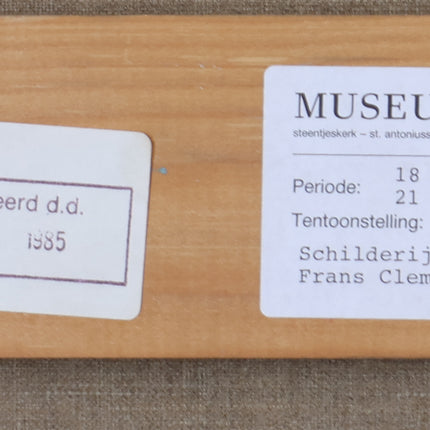 eerd d.d.
1985
MUSEU
steentjeskerk – st. antoniuss
Periode: 18
21
Tentoonstelling:
Schilderij
Frans Clem